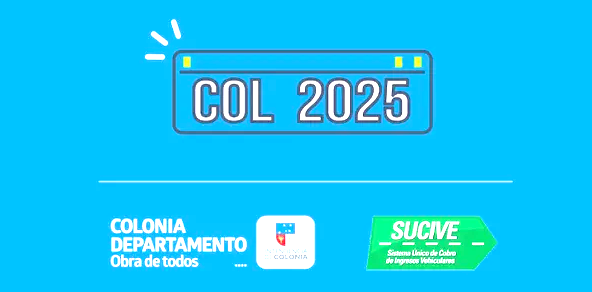 COL 2025
COLONIA
DEPARTAMENTO
Obra de todos
COLONIA
SUCIVE
Sistema Único de Cobro
de Ingresos Vehiculares